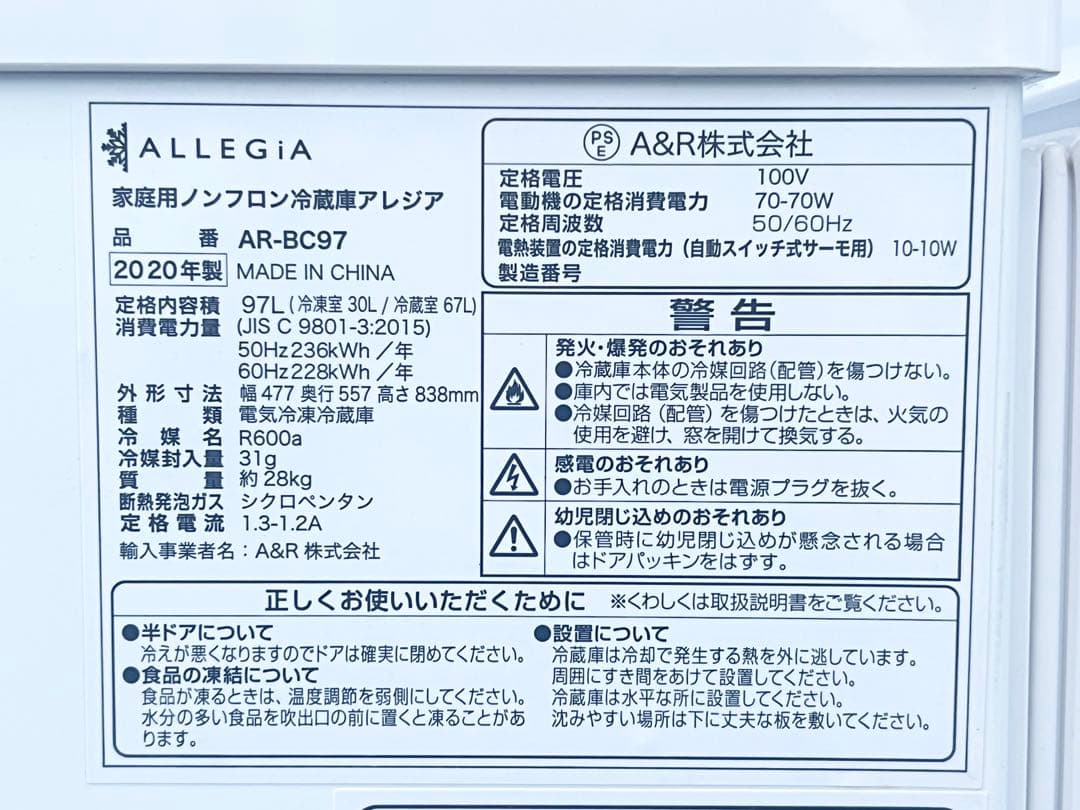 ALLEGiA
家庭用ノンフロン冷蔵庫アレジア
品番 AR-BC97
2020年製 MADE IN CHINA
定格内容積 97L(冷凍室 30L / 冷蔵室 67L)
消費電力量 (JIS C 9801-3:2015)
50Hz 236kWh /年
60Hz 228kWh /年
外形寸法 幅 477 奥行 557 高さ 838mm
種類 電気冷凍冷蔵庫
冷媒名 R600a
冷媒封入量 31g
質量 約 28kg
断熱発泡ガス シクロペンタン
定格電流 1.3-1.2A
輸入事業者名:A&R 株式会社
PSE A&R株式会社
定格電圧 100V
電動機の定格消費電力 70-70W
定格周波数 50/60Hz
電熱装置の定格消費電力(自動スイッチ式サーモ用) 10-10W
製造番号
警告
発火・爆発のおそれあり
●冷蔵庫本体の冷媒回路(配管)を傷つけない。
●庫内では電気製品を使用しない。
●冷媒回路(配管)を傷つけたときは、火気の
使用を避け、窓を開けて換気する。
感電のおそれあり
●お手入れのときは電源プラグを抜く。
幼児閉じ込めのおそれあり
●保管時に幼児閉じ込めが懸念される場合
はドアパッキンをはずす。
正しくお使いいただくために ※くわしくは取扱説明書をご覧ください。
●半ドアについて
冷えが悪くなりますのでドアは確実に閉めてください。
●食品の凍結について
食品が凍るときは、温度調節を弱側にしてください。
水分の多い食品を吹出口の前に置くと凍ることがあ
ります。
●設置について
冷蔵庫は冷却で発生する熱を外に逃しています。
周囲にすき間をあけて設置してください。
冷蔵庫は水平な所に設置してください。
沈みやすい場所は下に丈夫な板を敷いてください。